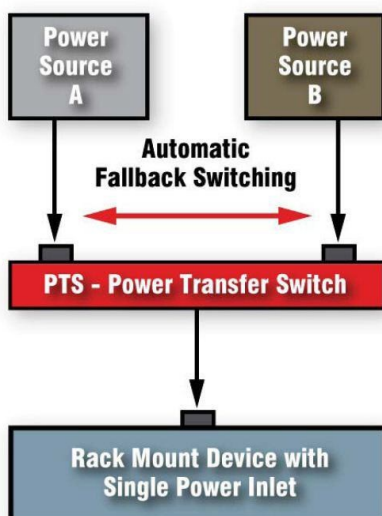 Power
Source
A
Power
Source
B
Automatic
Fallback Switching
PTS - Power Transfer Switch
Rack Mount Device with
Single Power Inlet